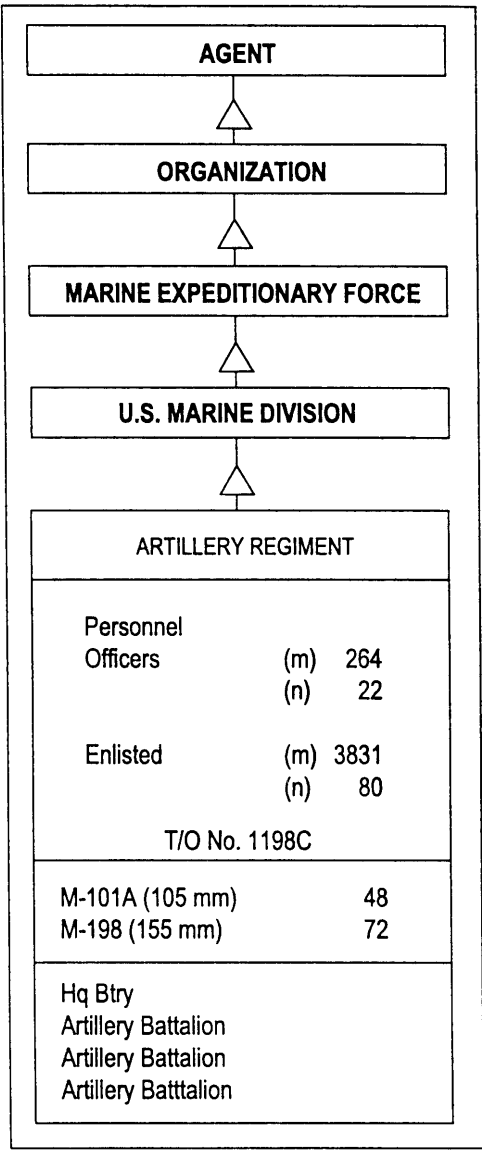 AGENT
ORGANIZATION
MARINE EXPEDITIONARY FORCE
U.S. MARINE DIVISION
ARTILLERY REGIMENT
Personnel
Officers (m) 264
(n) 22
Enlisted (m) 3831
(n) 80
T/O No. 1198C
M-101A (105 mm) 48
M-198 (155 mm) 72
Hq Btry
Artillery Battalion
Artillery Battalion
Artillery Batttalion